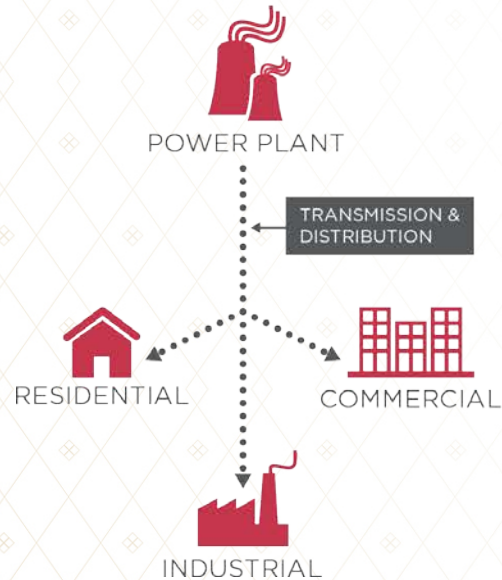 POWER PLANT
TRANSMISSION &
DISTRIBUTION
RESIDENTIAL
COMMERCIAL
INDUSTRIAL